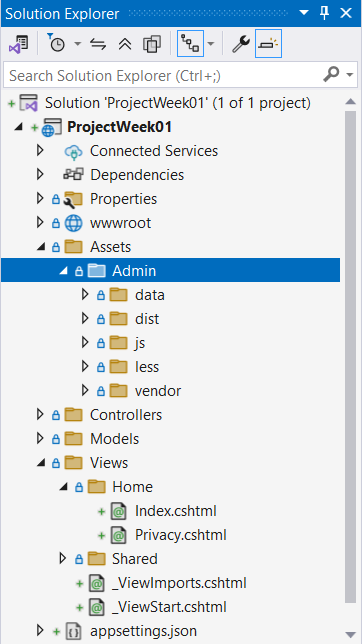 Solution Explorer
Search Solution Explorer (Ctrl+;)
Solution 'ProjectWeek01' (1 of 1 project)
ProjectWeek01
Connected Services
Dependencies
Properties
wwwroot
Assets
Admin
data
dist
js
less
vendor
Controllers
Models
Views
Home
Index.cshtml
Privacy.cshtml
Shared
_ViewImports.cshtml
_ViewStart.cshtml
appsettings.json